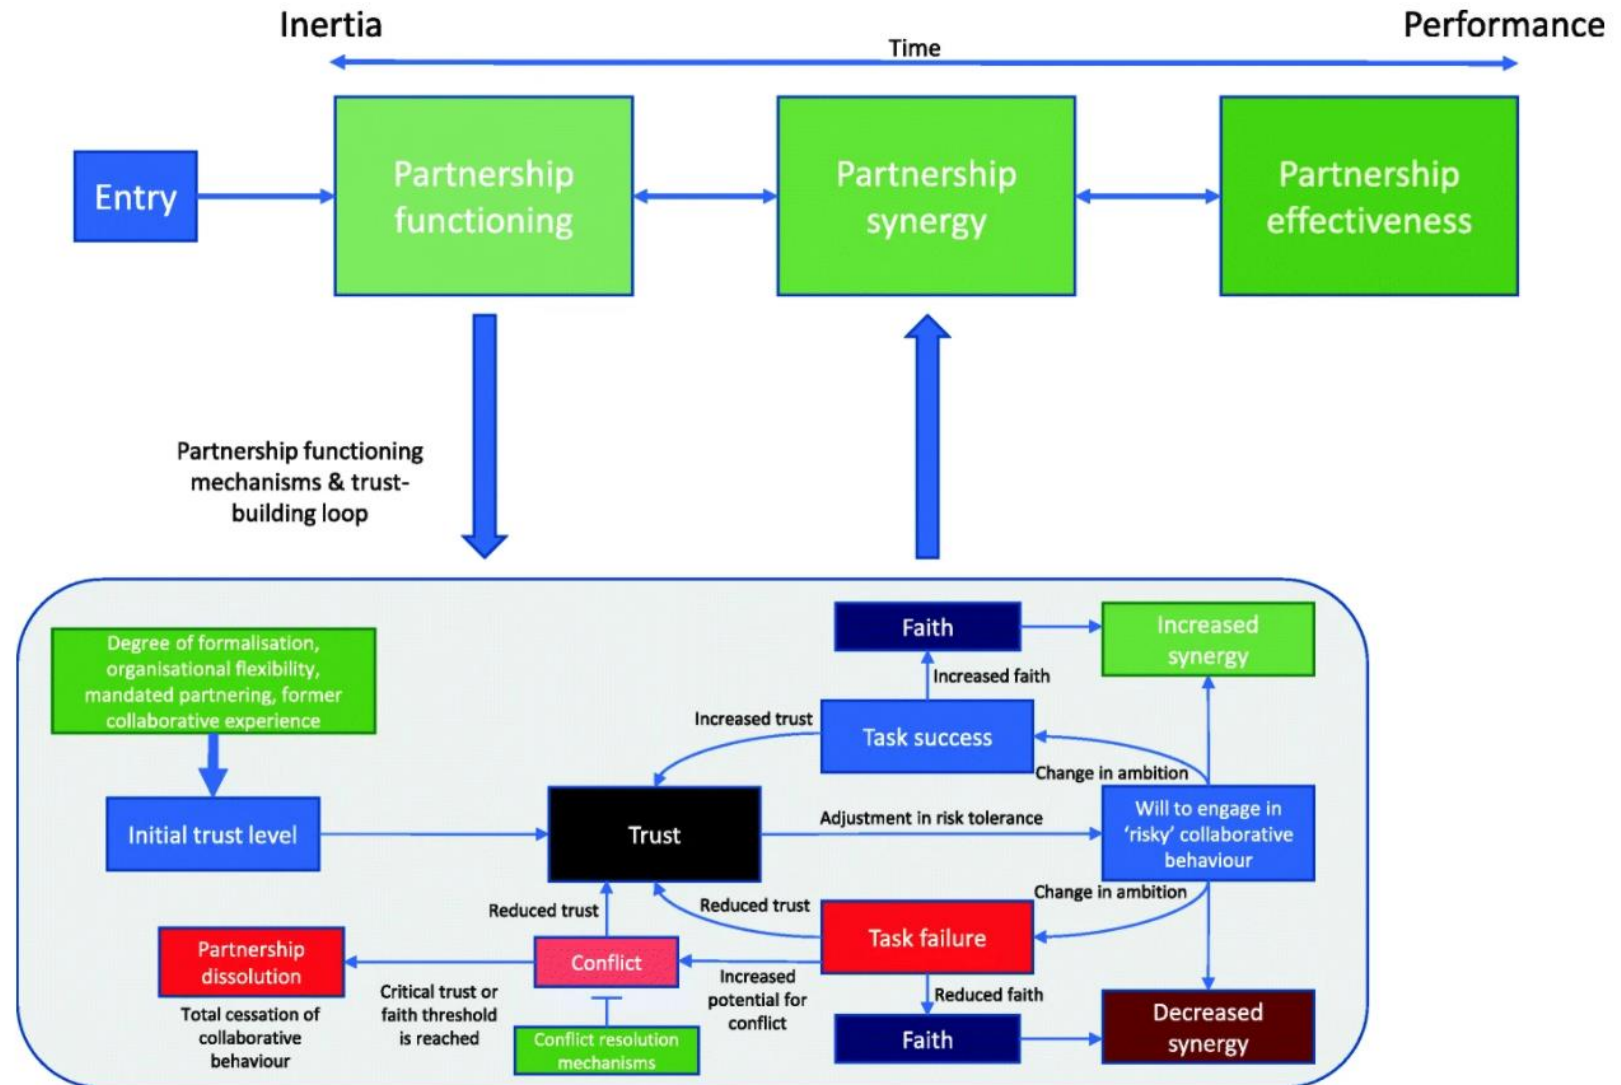 Inertia
Performance
Time
Entry
Partnership
functioning
Partnership
synergy
Partnership
effectiveness
Partnership functioning
mechanisms & trust-
building loop
Degree of formalisation,
organisational flexibility,
mandated partnering, former
collaborative experience
Faith
Increased
synergy
Increased faith
Increased trust
Task success
Change in ambition
Initial trust level
Trust
Adjustment in risk tolerance
Will to engage in
‘risky’ collaborative
behaviour
Change in ambition
Reduced trust
Reduced trust
Task failure
Partnership
dissolution
Conflict
Total cessation of
collaborative
behaviour
Critical trust or
faith threshold
is reached
Increased
potential for
conflict
Reduced faith
Conflict resolution
mechanisms
Faith
Decreased
synergy